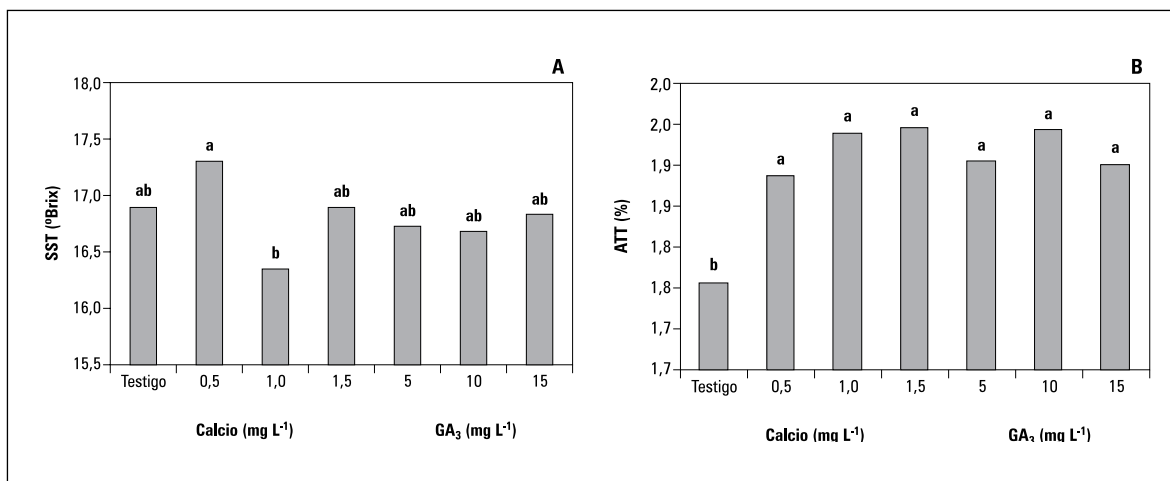 A
SST (ºBrix)
18,0
17,5
17,0
16,5
16,0
15,5
ab
a
b
ab
ab
ab
ab
Testigo 0,5 1,0 1,5 5 10 15
Calcio (mg L-1) GA3 (mg L-1)
B
ATT (%)
2,0
2,0
1,9
1,9
1,8
1,8
1,7
1,7
b
a
a
a
a
a
a
Testigo 0,5 1,0 1,5 5 10 15
Calcio (mg L-1) GA3 (mg L-1)